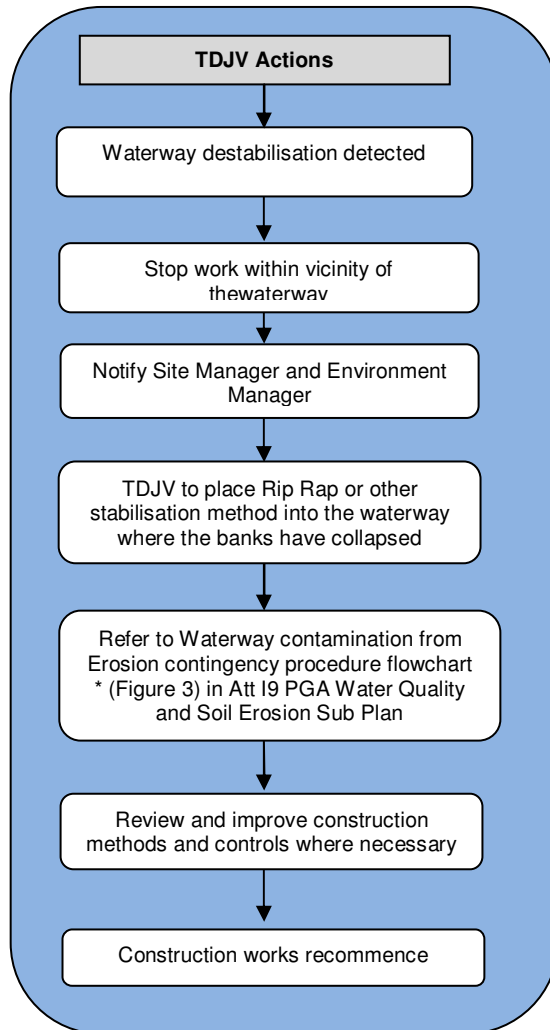 TDJV Actions
Waterway destabilisation detected
Stop work within vicinity of
thewaterway
Notify Site Manager and Environment
Manager
TDJV to place Rip Rap or other
stabilisation method into the waterway
where the banks have collapsed
Refer to Waterway contamination from
Erosion contingency procedure flowchart
* (Figure 3) in Att I9 PGA Water Quality
and Soil Erosion Sub Plan
Review and improve construction
methods and controls where necessary
Construction works recommence